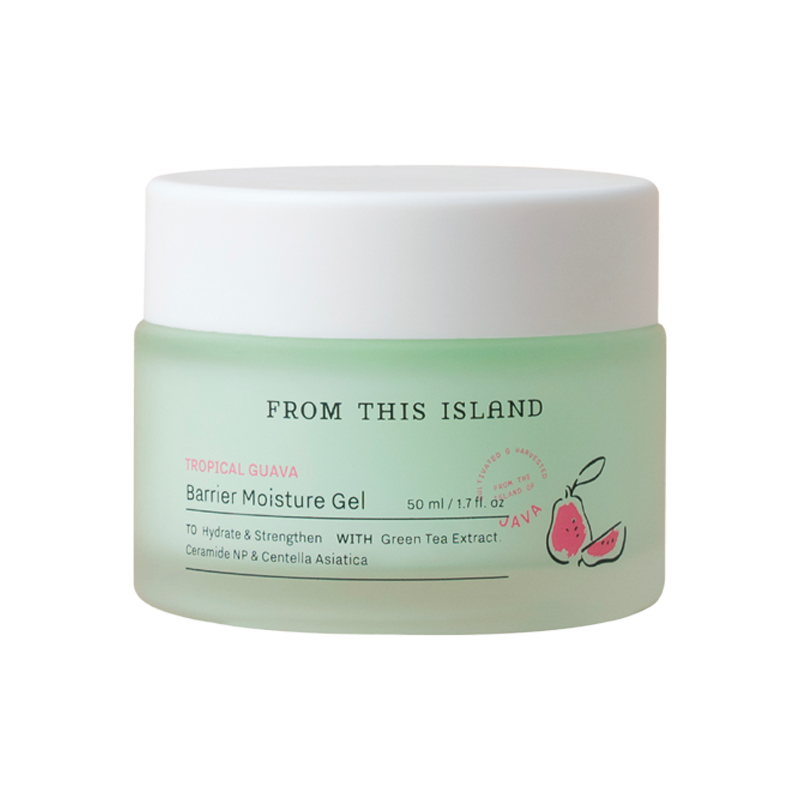 FROM THIS ISLAND
TROPICAL GUAVA
Barrier Moisture Gel 50 ml / 1.7 fl. oz
TO Hydrate & Strengthen WITH Green Tea Extract.
Ceramide NP & Centella Asiatica
CULTIVATED & HARVESTED
FROM THE
ISLAND OF
JAVA